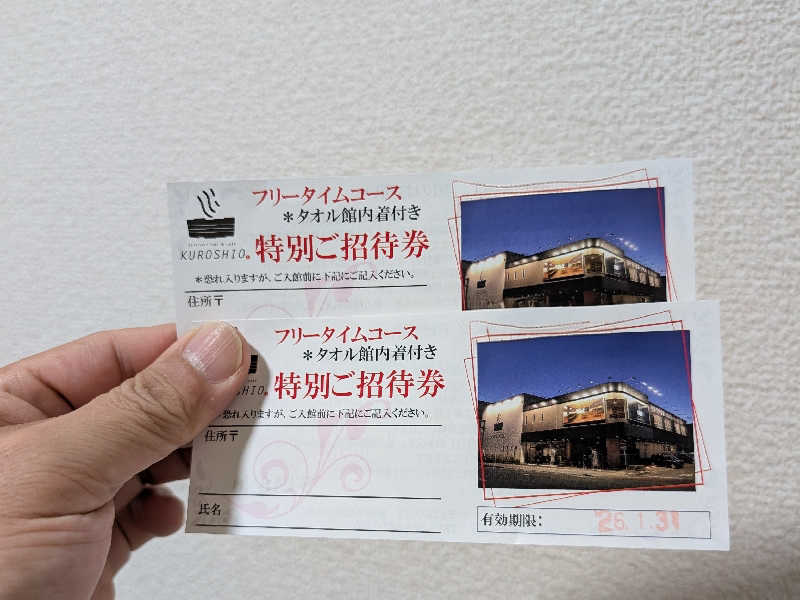 フリータイムコース
＊タオル館内着付き
KUROSHIO®
特別ご招待券
＊恐れ入りますが、ご入館前に下記にご記入ください。
住所〒
フリータイムコース
＊タオル館内着付き
SHIO®
特別ご招待券
恐れ入りますが、ご入館前に下記にご記入ください。
住所〒
氏名
有効期限：
26.1.31